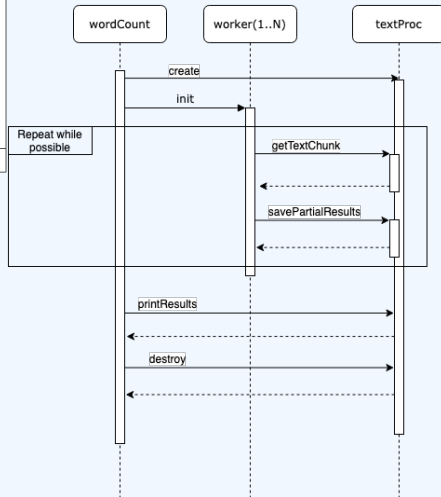 wordCount
worker(1..N)
textProc
create
init
Repeat while
possible
getTextChunk
savePartialResults
printResults
destroy